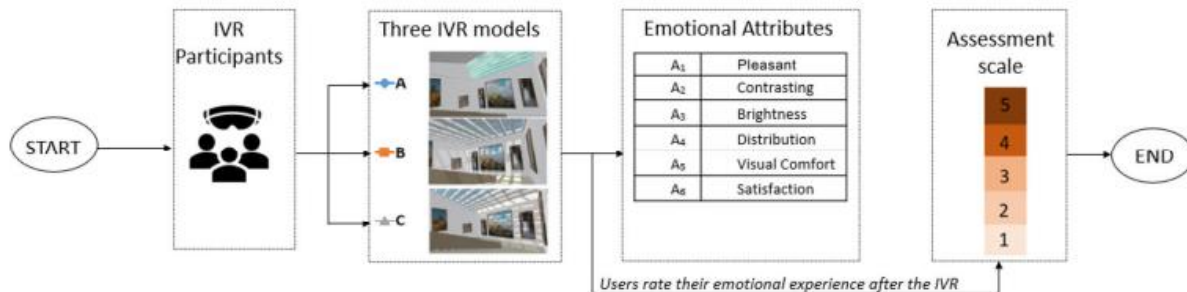 START
IVR
Participants
Three IVR models
A
B
C
Emotional Attributes
A₁ Pleasant
A₂ Contrasting
A₃ Brightness
A₄ Distribution
A₅ Visual Comfort
A₆ Satisfaction
Assessment
scale
5
4
3
2
1
END
Users rate their emotional experience after the IVR